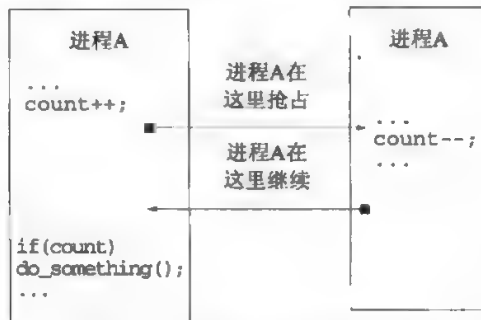 进程A
...
count++;
if(count)
do_something();
...
进程A在
这里抢占
进程A在
这里继续
进程A
...
count--;
...